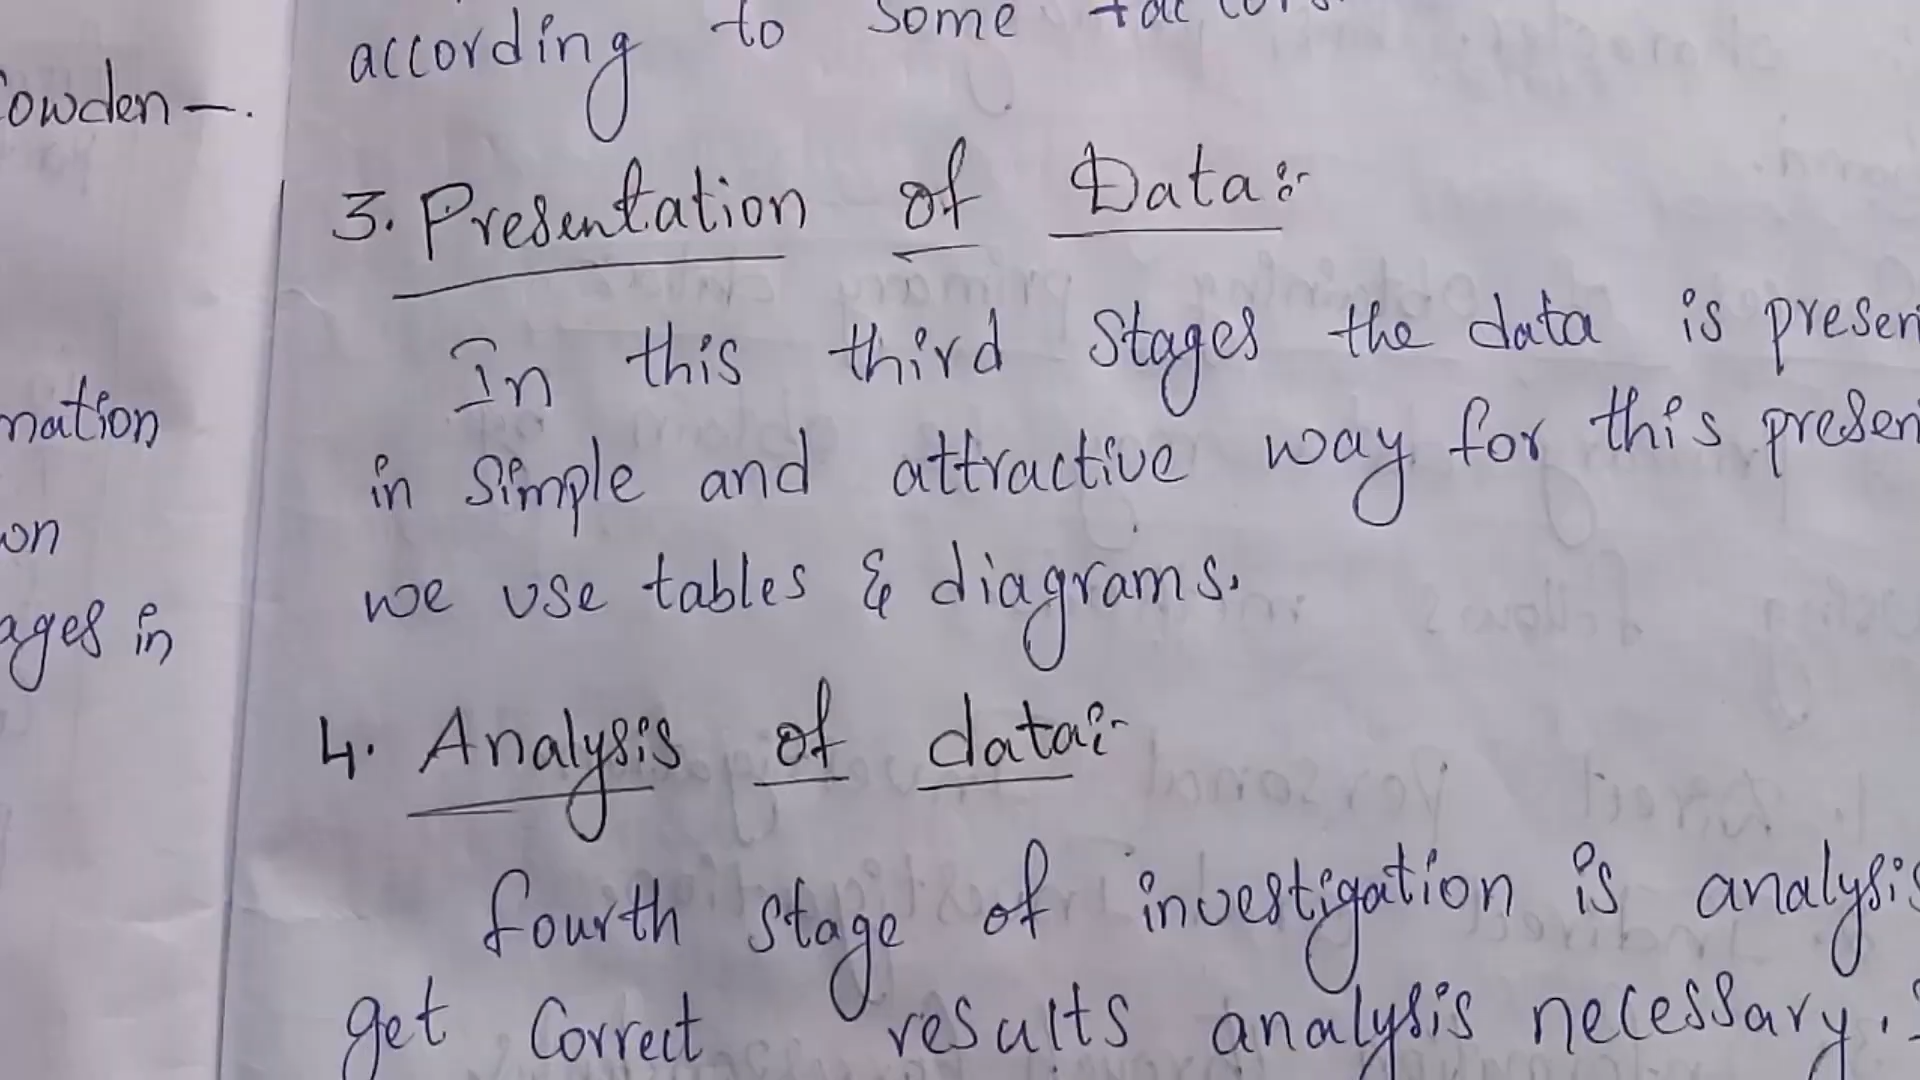 according to some factors
3. Presentation of Data:-
In this third Stages the data is presen
in Simple and attractive way for this presen
we use tables & diagrams.
4. Analysis of data:-
fourth stage of investigation is analysis
get Correct results analysis necessary.
owden -.
mation
on
ages in